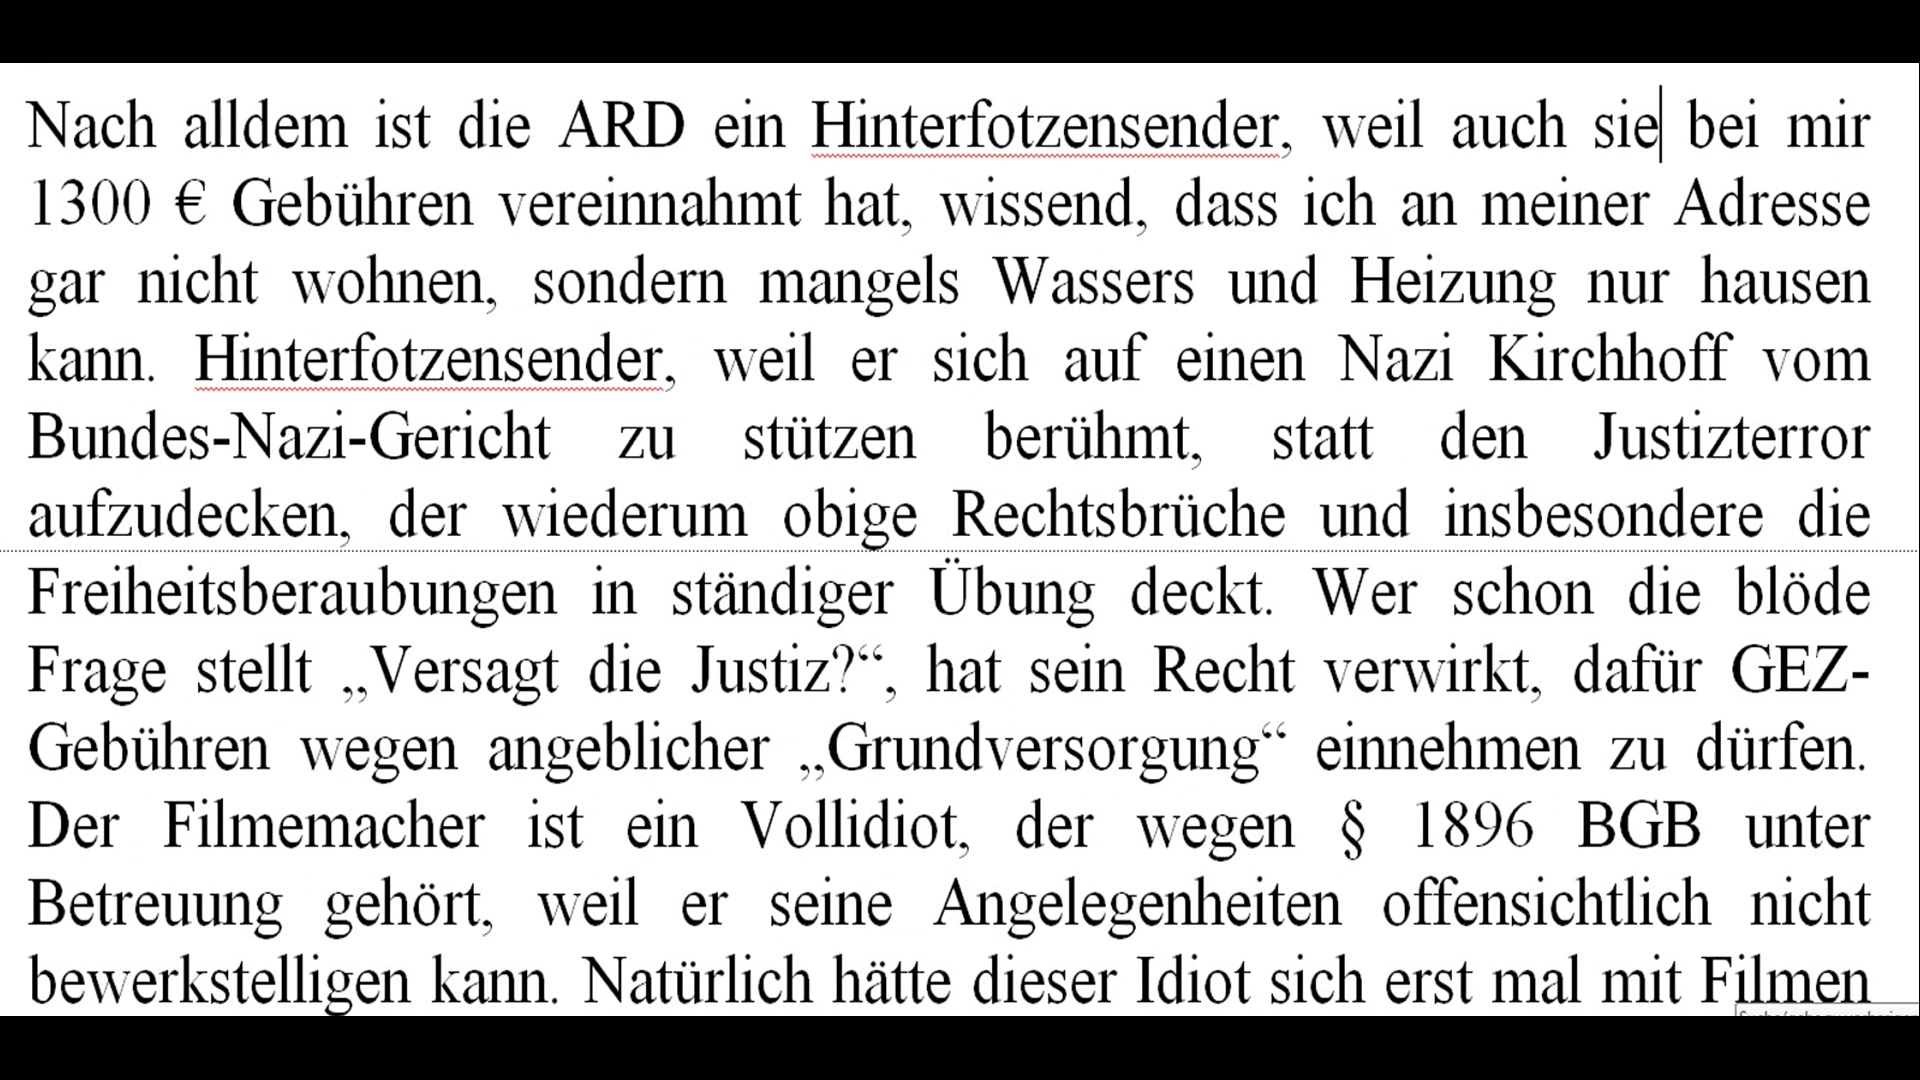 Nach alldem ist die ARD ein Hinterfotzensender, weil auch sie bei mir
1300 € Gebühren vereinnahmt hat, wissend, dass ich an meiner Adresse
gar nicht wohnen, sondern mangels Wassers und Heizung nur hausen
kann. Hinterfotzensender, weil er sich auf einen Nazi Kirchhoff vom
Bundes-Nazi-Gericht zu stützen berühmt, statt den Justizterror
aufzudecken, der wiederum obige Rechtsbrüche und insbesondere die
Freiheitsberaubungen in ständiger Übung deckt. Wer schon die blöde
Frage stellt „Versagt die Justiz?“, hat sein Recht verwirkt, dafür GEZ-
Gebühren wegen angeblicher „Grundversorgung“ einnehmen zu dürfen.
Der Filmemacher ist ein Vollidiot, der wegen § 1896 BGB unter
Betreuung gehört, weil er seine Angelegenheiten offensichtlich nicht
bewerkstelligen kann. Natürlich hätte dieser Idiot sich erst mal mit Filmen